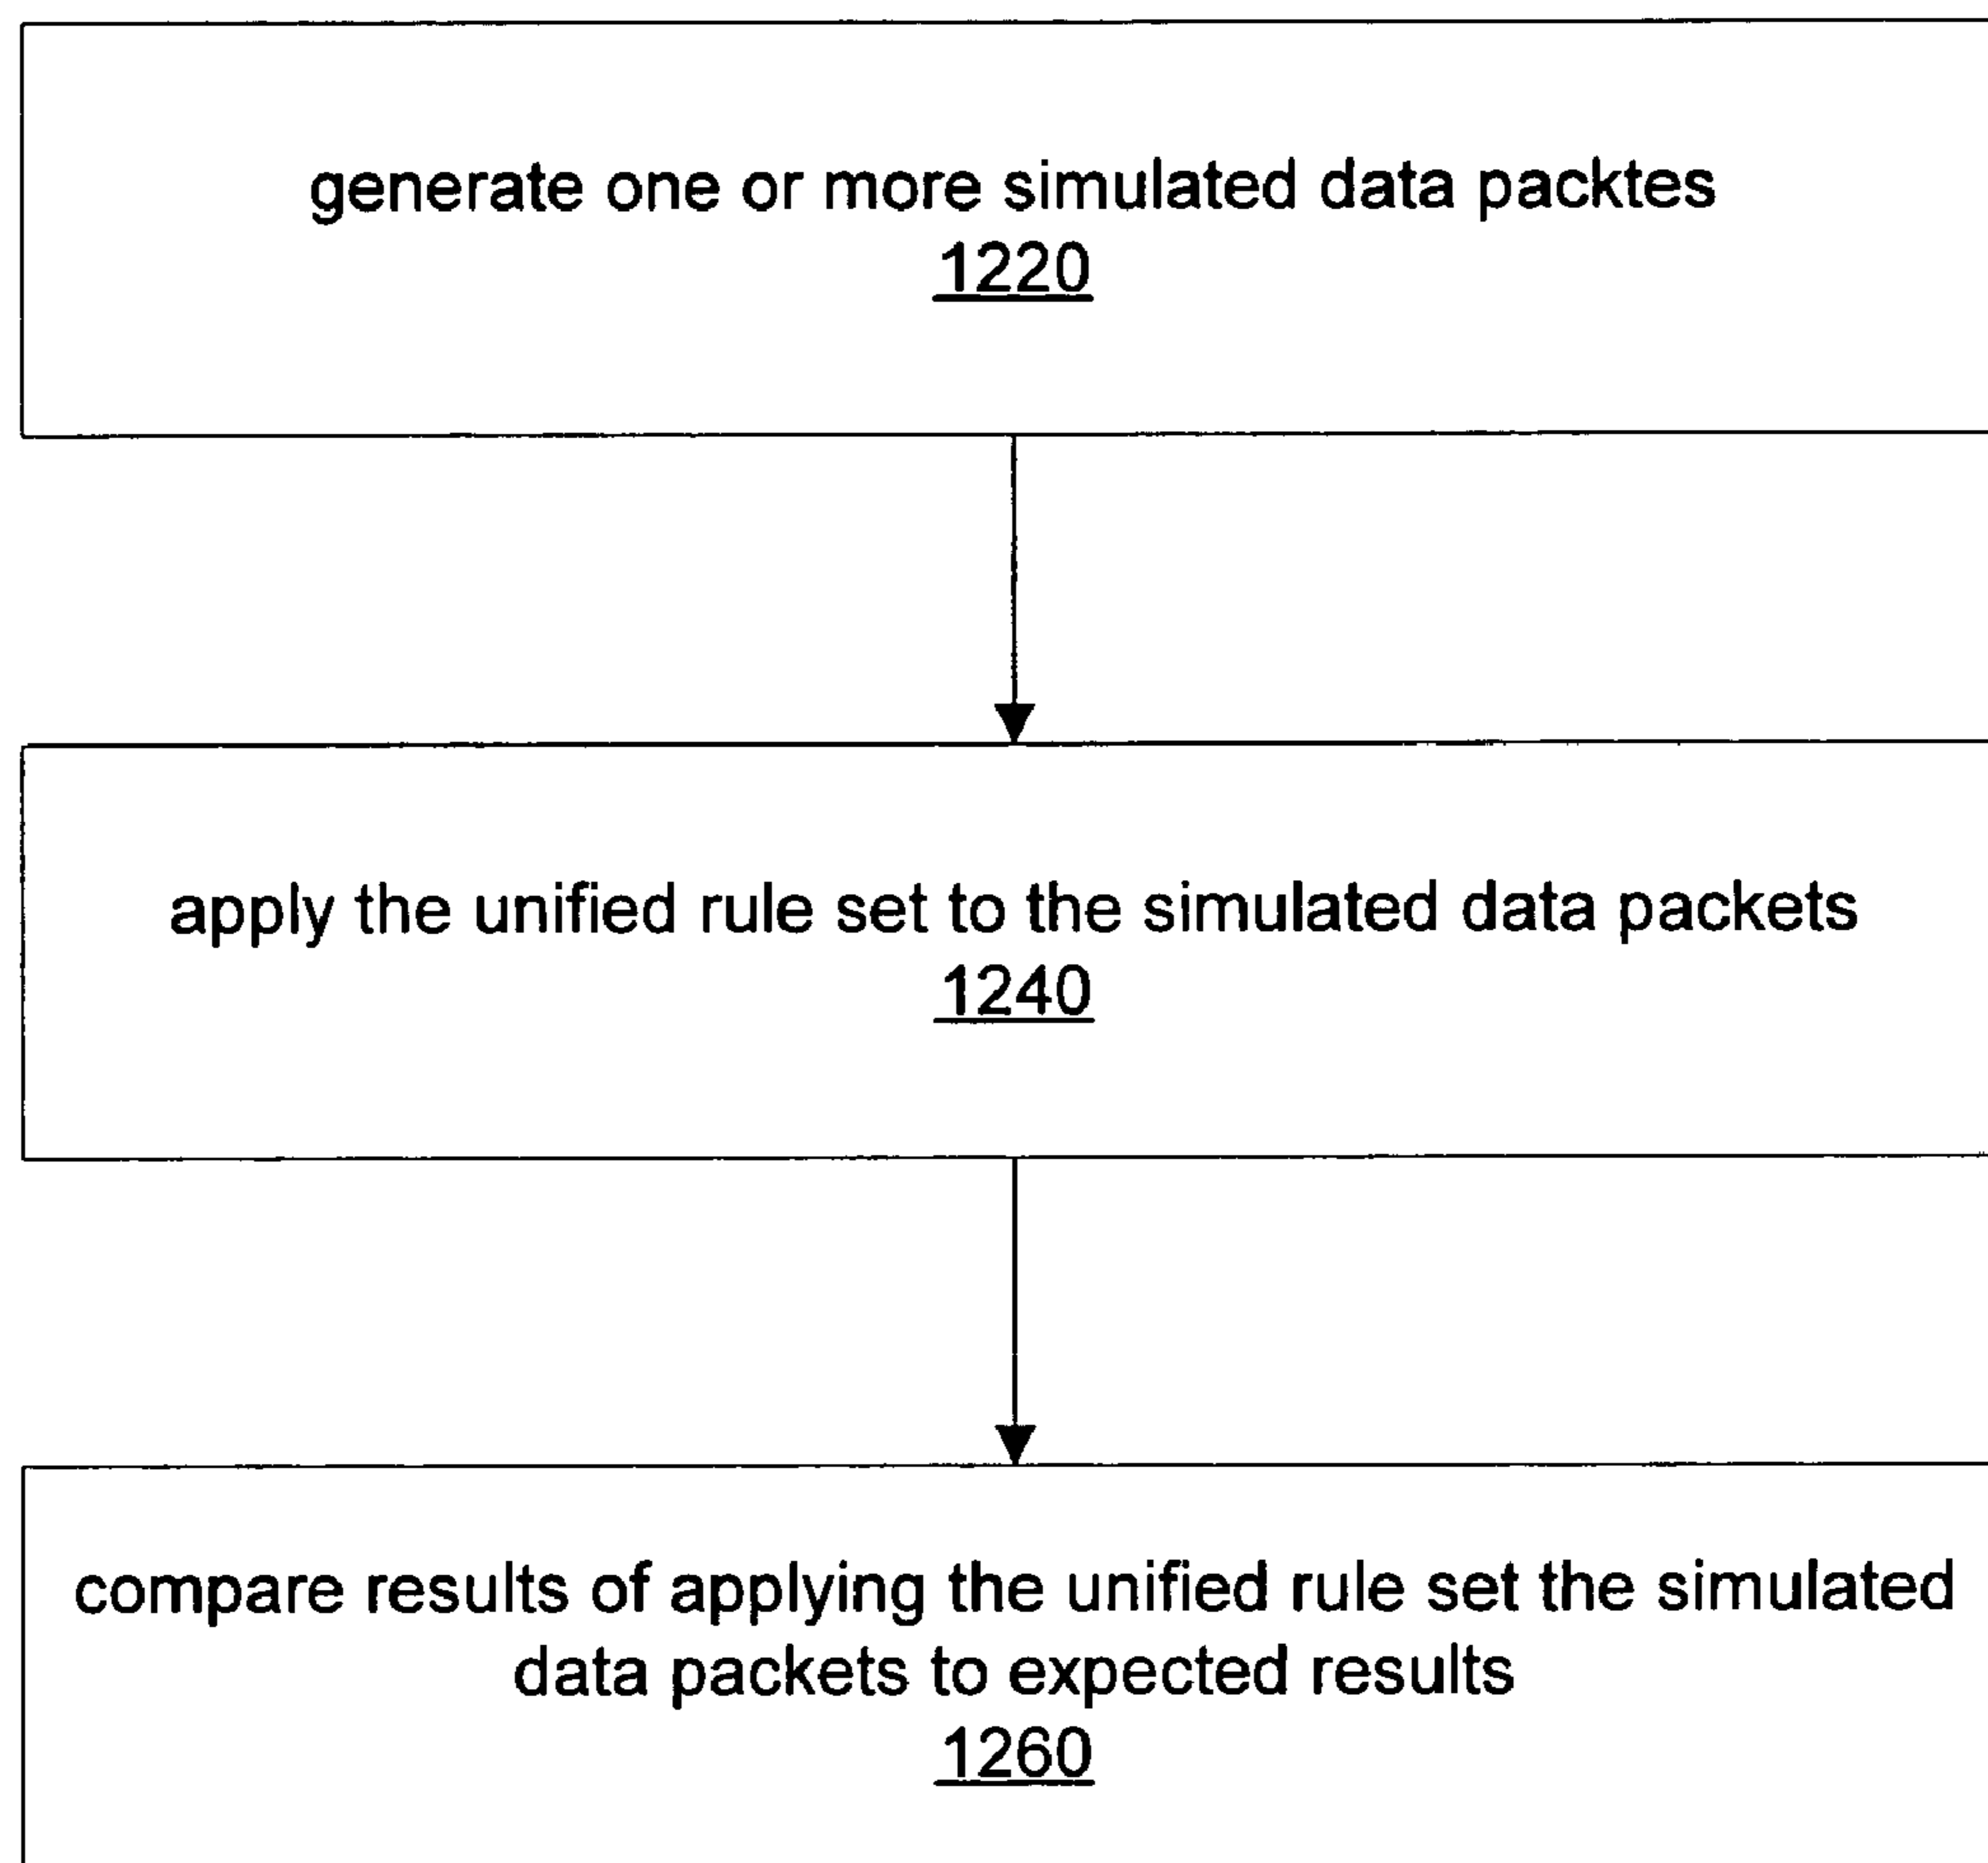 generate one or more simulated data packtes
1220
apply the unified rule set to the simulated data packets
1240
compare results of applying the unified rule set the simulated
data packets to expected results
1260